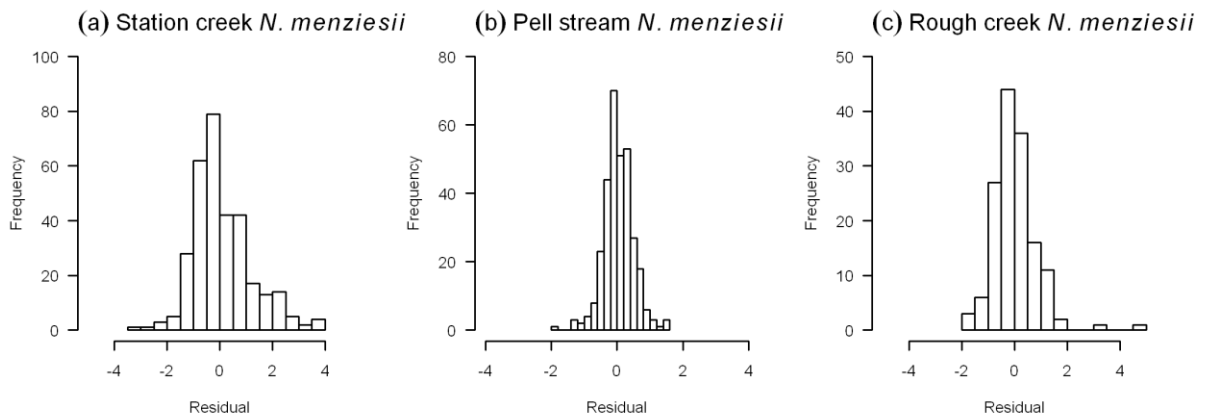 (a) Station creek N. menziesii
(b) Pell stream N. menziesii
(c) Rough creek N. menziesii
Frequency
100
80
60
40
20
0
-4 -2 0 2 4
Residual
Frequency
80
60
40
20
0
-4 -2 0 2 4
Residual
Frequency
50
40
30
20
10
0
-4 -2 0 2 4
Residual